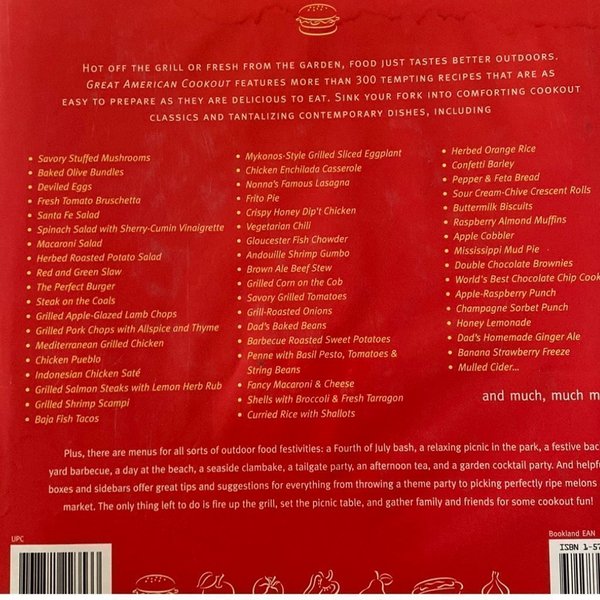 Hot off the grill or fresh from the garden, food just tastes better outdoors.
Great American Cookout features more than 300 tempting recipes that are as
easy to prepare as they are delicious to eat. Sink your fork into comforting cookout
classics and tantalizing contemporary dishes, including
• Savory Stuffed Mushrooms
• Baked Olive Bundles
• Deviled Eggs
• Fresh Tomato Bruschetta
• Santa Fe Salad
• Spinach Salad with Sherry-Cumin Vinaigrette
• Macaroni Salad
• Herbed Roasted Potato Salad
• Red and Green Slaw
• The Perfect Burger
• Steak on the Coals
• Grilled Apple-Glazed Lamb Chops
• Grilled Pork Chops with Allspice and Thyme
• Mediterranean Grilled Chicken
• Chicken Pueblo
• Indonesian Chicken Saté
• Grilled Salmon Steaks with Lemon Herb Rub
• Grilled Shrimp Scampi
• Baja Fish Tacos
• Mykonos-Style Grilled Sliced Eggplant
• Chicken Enchilada Casserole
• Nonna's Famous Lasagna
• Frito Pie
• Crispy Honey Dip't Chicken
• Vegetarian Chili
• Gloucester Fish Chowder
• Andouille Shrimp Gumbo
• Brown Ale Beef Stew
• Grilled Corn on the Cob
• Savory Grilled Tomatoes
• Grill-Roasted Onions
• Dad's Baked Beans
• Barbecue Roasted Sweet Potatoes
• Penne with Basil Pesto, Tomatoes &
String Beans
• Fancy Macaroni & Cheese
• Shells with Broccoli & Fresh Tarragon
• Curried Rice with Shallots
• Herbed Orange Rice
• Confetti Barley
• Pepper & Feta Bread
• Sour Cream-Chive Crescent Rolls
• Buttermilk Biscuits
• Raspberry Almond Muffins
• Apple Cobbler
• Mississippi Mud Pie
• Double Chocolate Brownies
• World's Best Chocolate Chip Cook
• Apple-Raspberry Punch
• Champagne Sorbet Punch
• Honey Lemonade
• Dad's Homemade Ginger Ale
• Banana Strawberry Freeze
• Mulled Cider...
and much, much m
Plus, there are menus for all sorts of outdoor food festivities: a Fourth of July bash, a relaxing picnic in the park, a festive bac
yard barbecue, a day at the beach, a seaside clambake, a tailgate party, an afternoon tea, and a garden cocktail party. And helpfu
boxes and sidebars offer great tips and suggestions for everything from throwing a theme party to picking perfectly ripe melons
market. The only thing left to do is fire up the grill, set the picnic table, and gather family and friends for some cookout fun!
UPC
Bookland EAN
ISBN 1-57